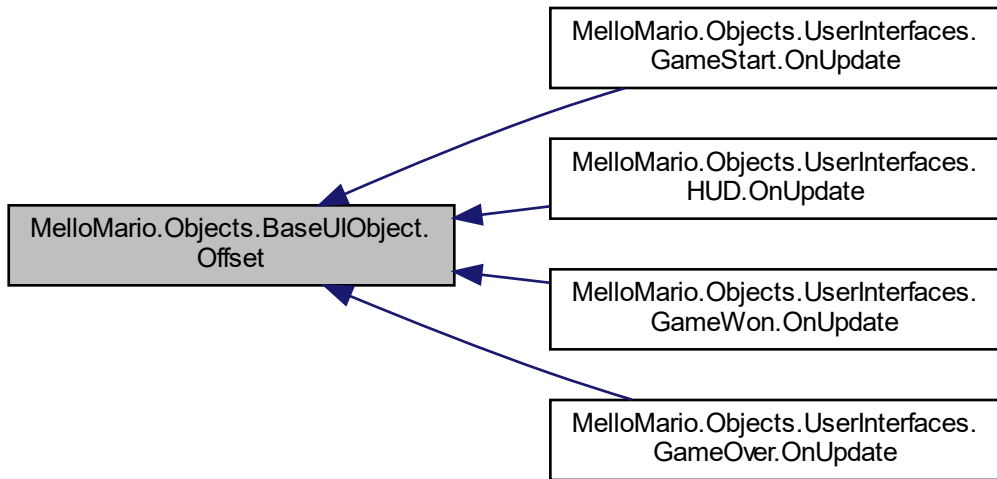 MelloMario.Objects.UserInterfaces.
GameStart.OnUpdate
MelloMario.Objects.UserInterfaces.
HUD.OnUpdate
MelloMario.Objects.BaseUIObject.
Offset
MelloMario.Objects.UserInterfaces.
GameWon.OnUpdate
MelloMario.Objects.UserInterfaces.
GameOver.OnUpdate